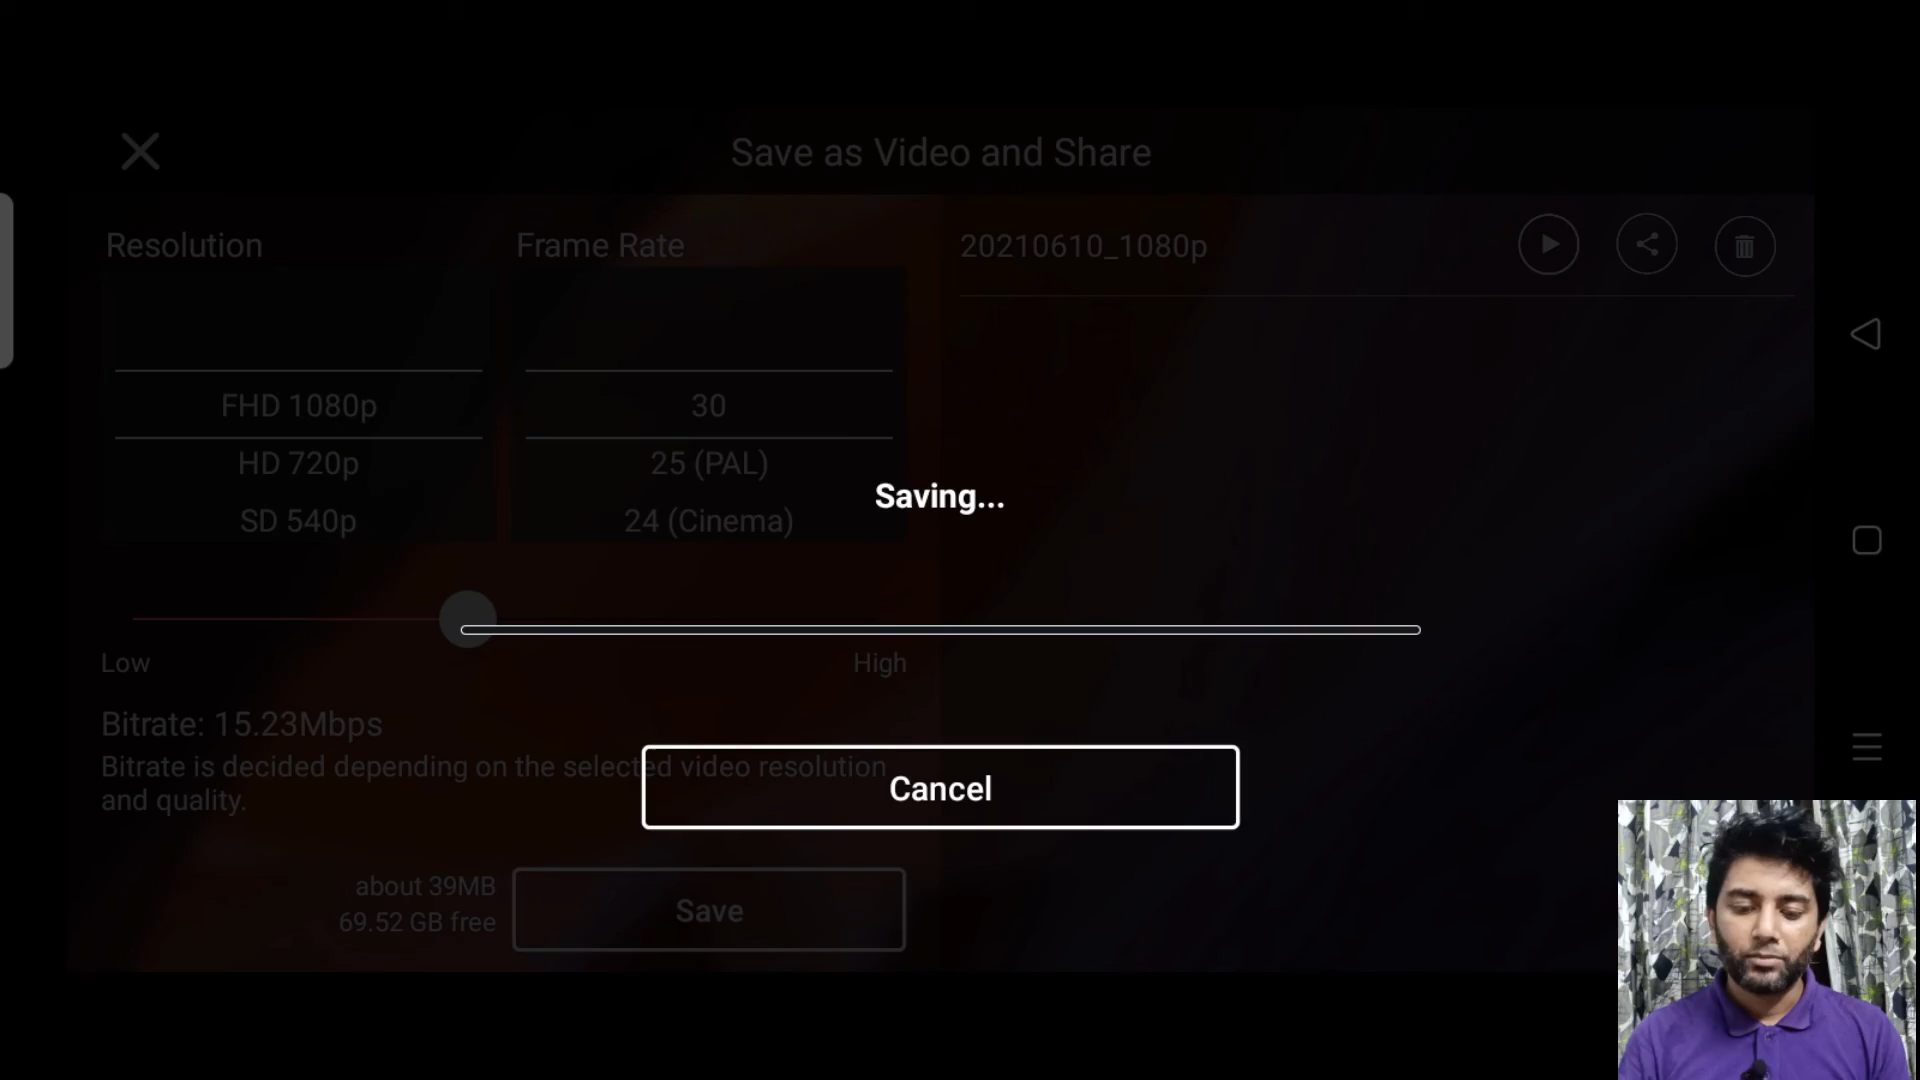 Save as Video and Share
Resolution
Frame Rate
20210610_1080p
FHD 1080p
30
HD 720p
25 (PAL)
SD 540p
24 (Cinema)
Saving...
Low
High
Bitrate: 15.23Mbps
Bitrate is decided depending on the selected video resolution
and quality.
Cancel
about 39MB
69.52 GB free
Save